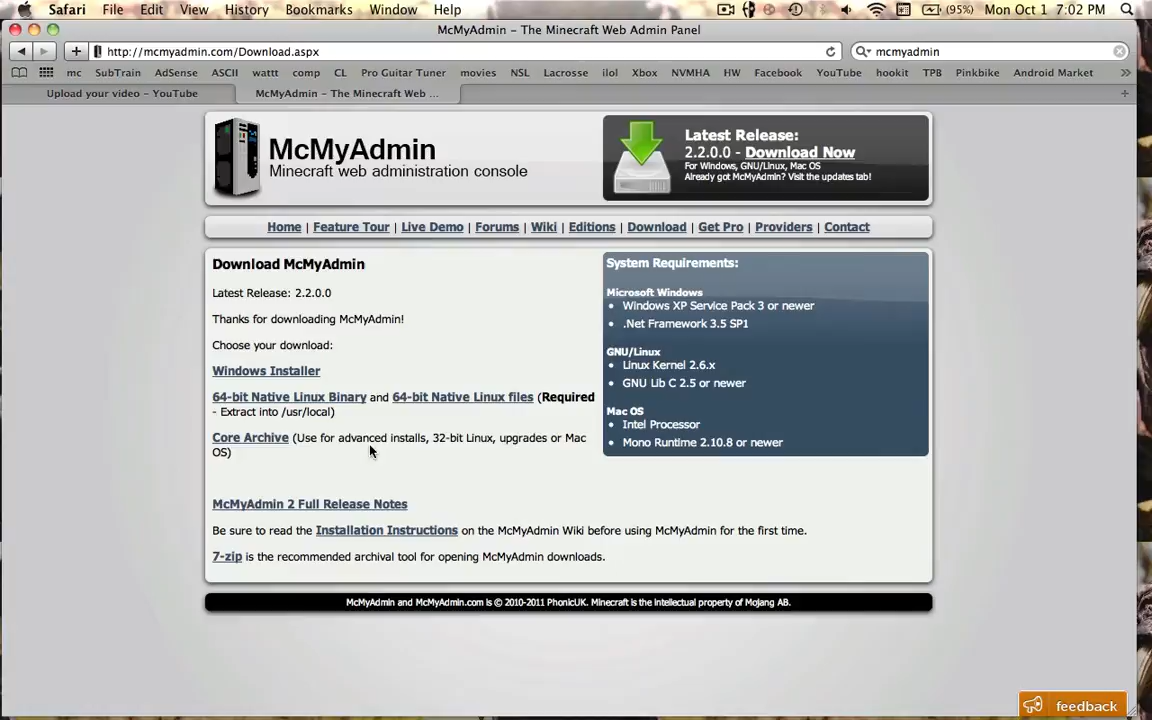 Safari File Edit View History Bookmarks Window Help (95%) Mon Oct 1 7:02 PM
McMyAdmin – The Minecraft Web Admin Panel
http://mcmyadmin.com/Download.aspx mcmyadmin
mc SubTrain AdSense ASCII wattt comp CL Pro Guitar Tuner movies NSL Lacrosse ilol Xbox NVMHA HW Facebook YouTube hookit TPB Pinkbike Android Market
Upload your video – YouTube McMyAdmin – The Minecraft Web ...
McMyAdmin
Minecraft web administration console
Latest Release:
2.2.0.0 - Download Now
For Windows, GNU/Linux, Mac OS
Already got McMyAdmin? Visit the updates tab!
Home | Feature Tour | Live Demo | Forums | Wiki | Editions | Download | Get Pro | Providers | Contact
Download McMyAdmin
Latest Release: 2.2.0.0
Thanks for downloading McMyAdmin!
Choose your download:
Windows Installer
64-bit Native Linux Binary and 64-bit Native Linux files (Required
- Extract into /usr/local)
Core Archive (Use for advanced installs, 32-bit Linux, upgrades or Mac
OS)
System Requirements:
Microsoft Windows
• Windows XP Service Pack 3 or newer
• .Net Framework 3.5 SP1
GNU/Linux
• Linux Kernel 2.6.x
• GNU Lib C 2.5 or newer
Mac OS
• Intel Processor
• Mono Runtime 2.10.8 or newer
McMyAdmin 2 Full Release Notes
Be sure to read the Installation Instructions on the McMyAdmin Wiki before using McMyAdmin for the first time.
7-zip is the recommended archival tool for opening McMyAdmin downloads.
McMyAdmin and McMyAdmin.com is © 2010-2011 PhonicUK. Minecraft is the intellectual property of Mojang AB.
feedback